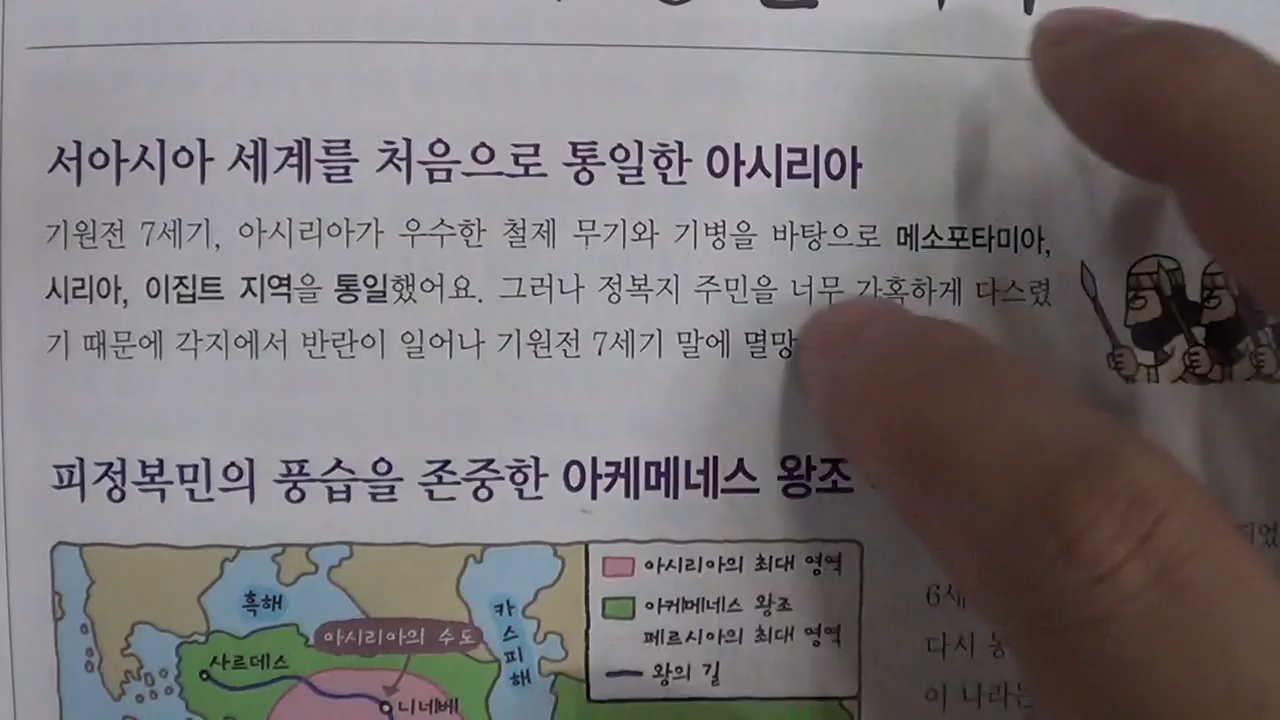 서아시아 세계를 처음으로 통일한 아시리아
기원전 7세기, 아시리아가 우수한 철제 무기와 기병을 바탕으로 메소포타미아,
시리아, 이집트 지역을 통일했어요. 그러나 정복지 주민을 너무 가혹하게 다스렸
기 때문에 각지에서 반란이 일어나 기원전 7세기 말에 멸망
피정복민의 풍습을 존중한 아케메네스 왕조
아시리아의 최대 영역
아케메네스 왕조
페르시아의 최대 영역
왕의 길
흑해
카스피해
아시리아의 수도
사르데스
니네베
다시
이 나라는